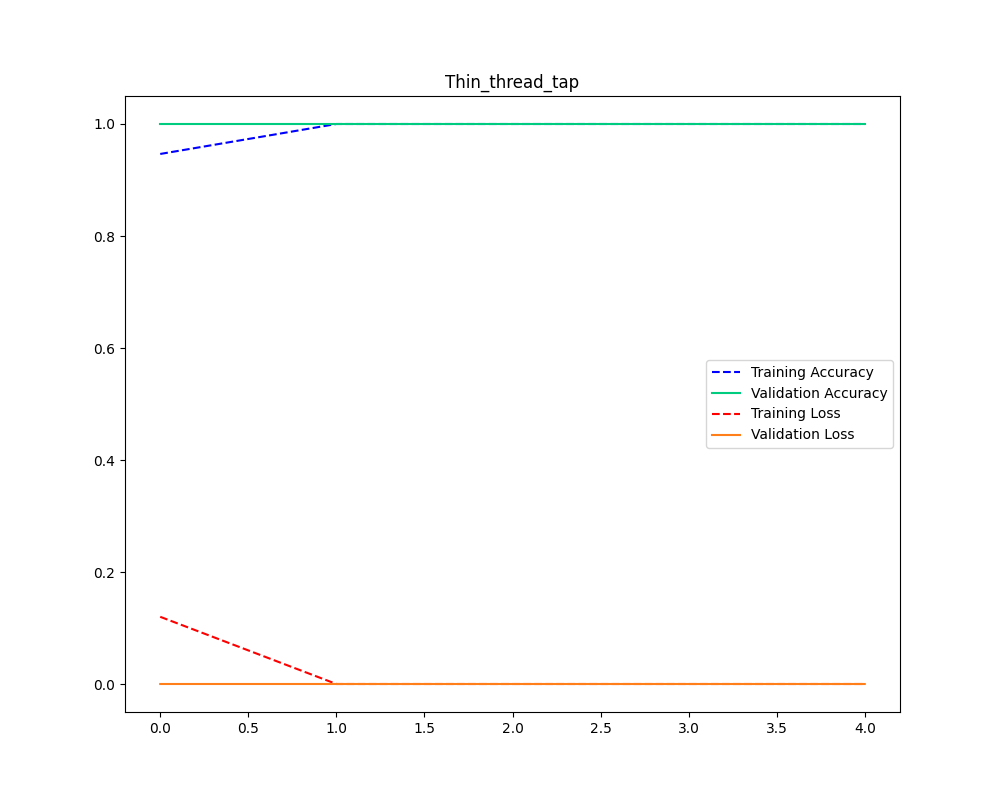 Thin_thread_tap
1.0
0.8
0.6
0.4
0.2
0.0
Training Accuracy
Validation Accuracy
Training Loss
Validation Loss
0.0 0.5 1.0 1.5 2.0 2.5 3.0 3.5 4.0